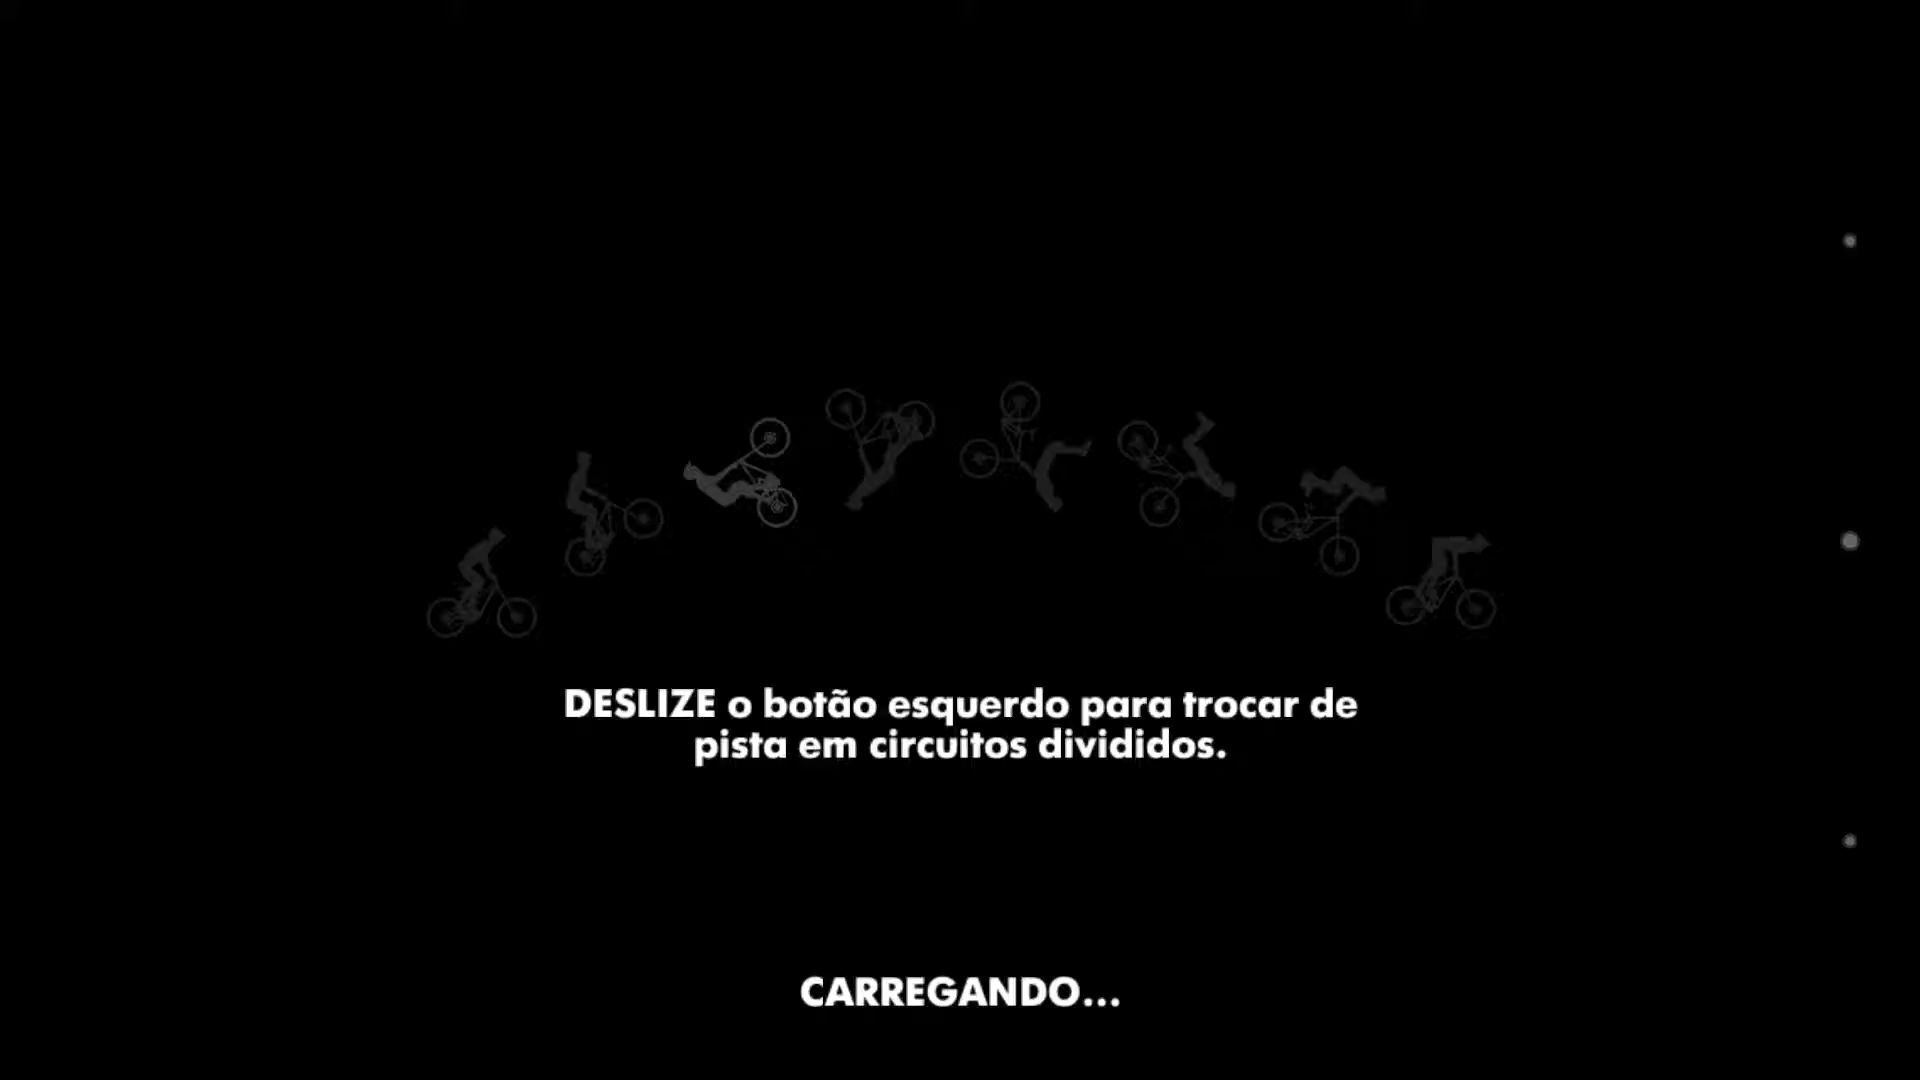 DESLIZE o botão esquerdo para trocar de
pista em circuitos divididos.
CARREGANDO...